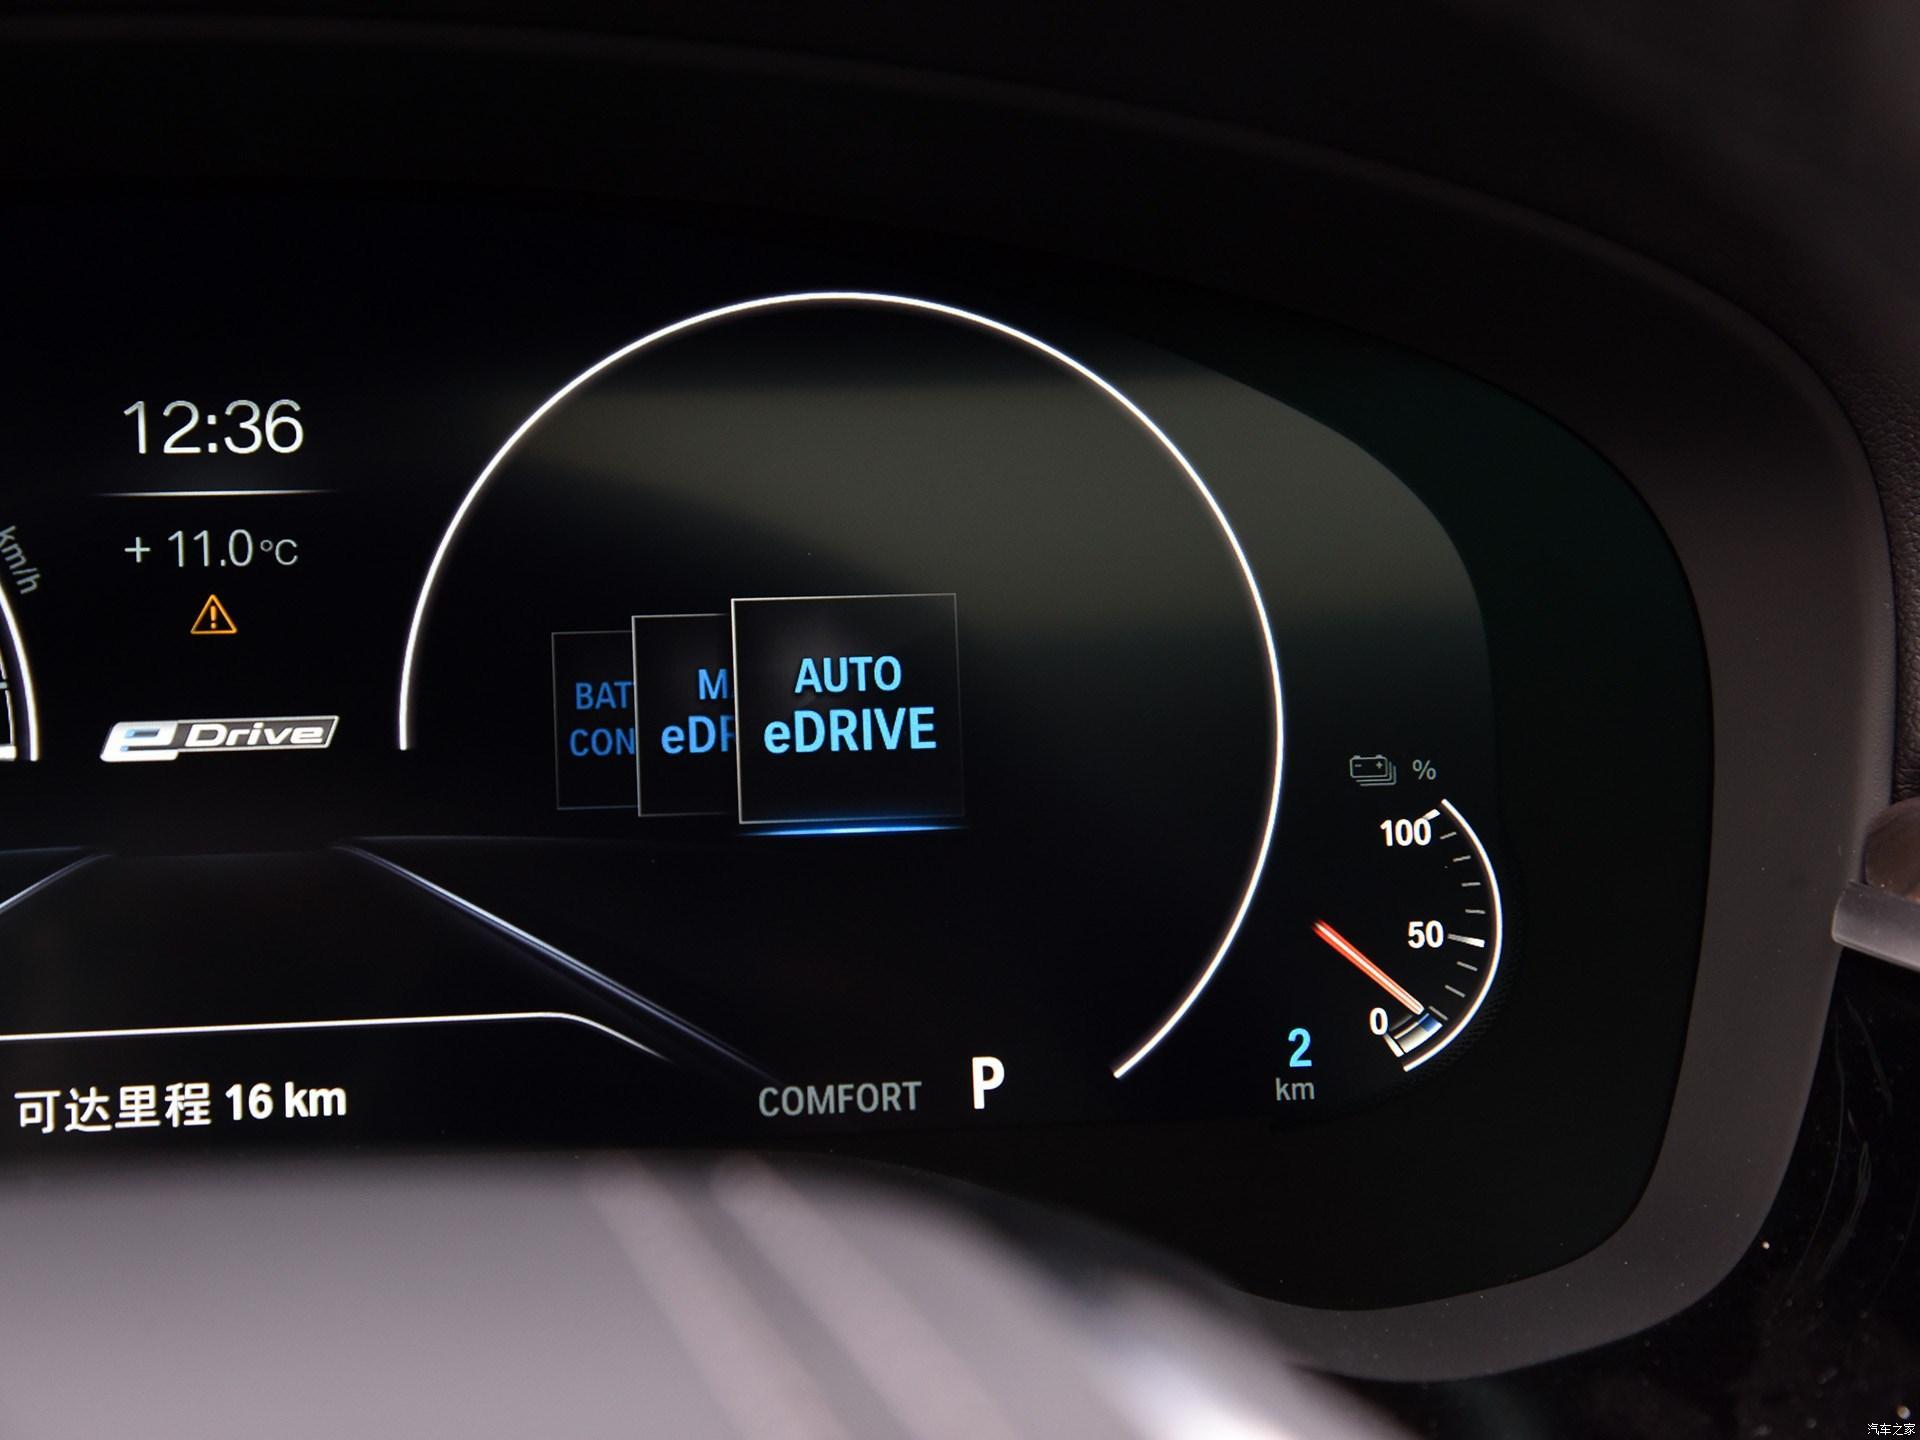 12:36
km/h
+ 11.0 °C
eDrive
BAT
CON
M
eDR
AUTO
eDRIVE
%
100
50
0
2
km
可达里程 16 km
COMFORT
P
汽车之家